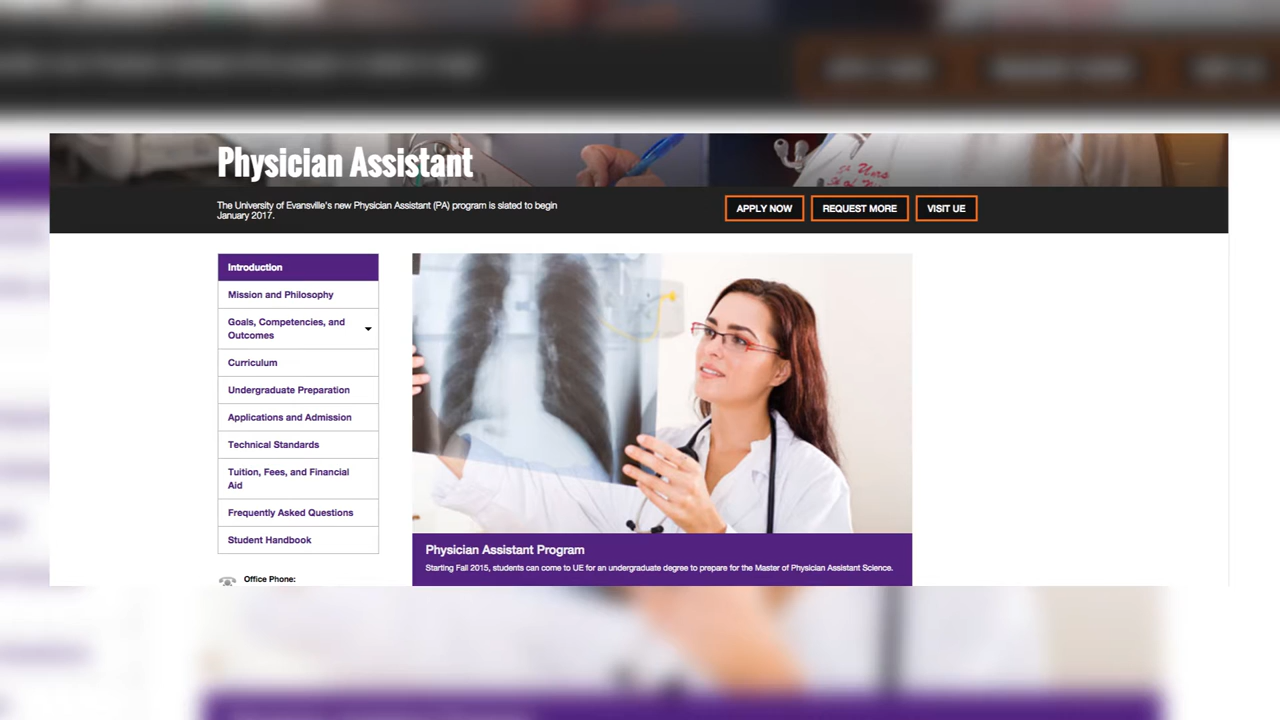 Physician Assistant
The University of Evansville's new Physician Assistant (PA) program is slated to begin
January 2017.
APPLY NOW
REQUEST MORE
VISIT UE
Introduction
Mission and Philosophy
Goals, Competencies, and
Outcomes
Curriculum
Undergraduate Preparation
Applications and Admission
Technical Standards
Tuition, Fees, and Financial
Aid
Frequently Asked Questions
Student Handbook
Office Phone:
Physician Assistant Program
Starting Fall 2015, students can come to UE for an undergraduate degree to prepare for the Master of Physician Assistant Science.